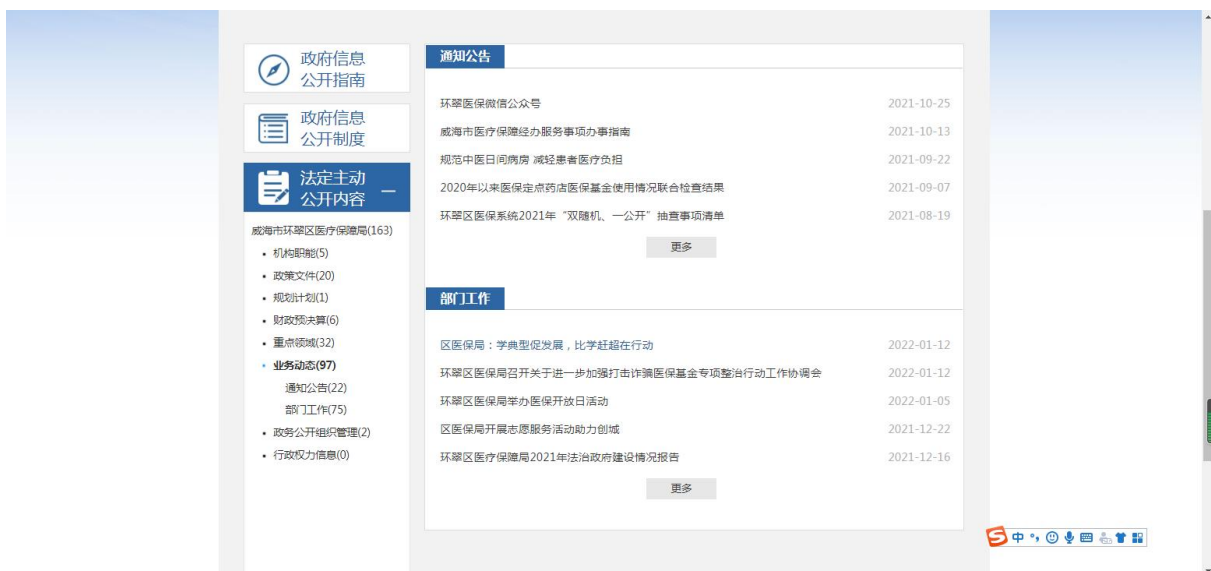 政府信息
公开指南
政府信息
公开制度
法定主动
公开内容
威海市环翠区医疗保障局(163)
机构职能(5)
政策文件(20)
规划计划(1)
财政预决算(6)
重点领域(32)
业务动态(97)
通知公告(22)
部门工作(75)
政务公开组织管理(2)
行政权力信息(0)
通知公告
环翠医保微信公众号 2021-10-25
威海市医疗保障经办服务事项办事指南 2021-10-13
规范中医日间病房 减轻患者医疗负担 2021-09-22
2020年以来医保定点药店医保基金使用情况联合检查结果 2021-09-07
环翠区医保系统2021年“双随机、一公开”抽查事项清单 2021-08-19
更多
部门工作
区医保局：学典型促发展，比学赶超在行动 2022-01-12
环翠区医保局召开关于进一步加强打击诈骗医保基金专项整治行动工作协调会 2022-01-12
环翠区医保局举办医保开放日活动 2022-01-05
区医保局开展志愿服务活动助力创城 2021-12-22
环翠区医疗保障局2021年法治政府建设情况报告 2021-12-16
更多
中